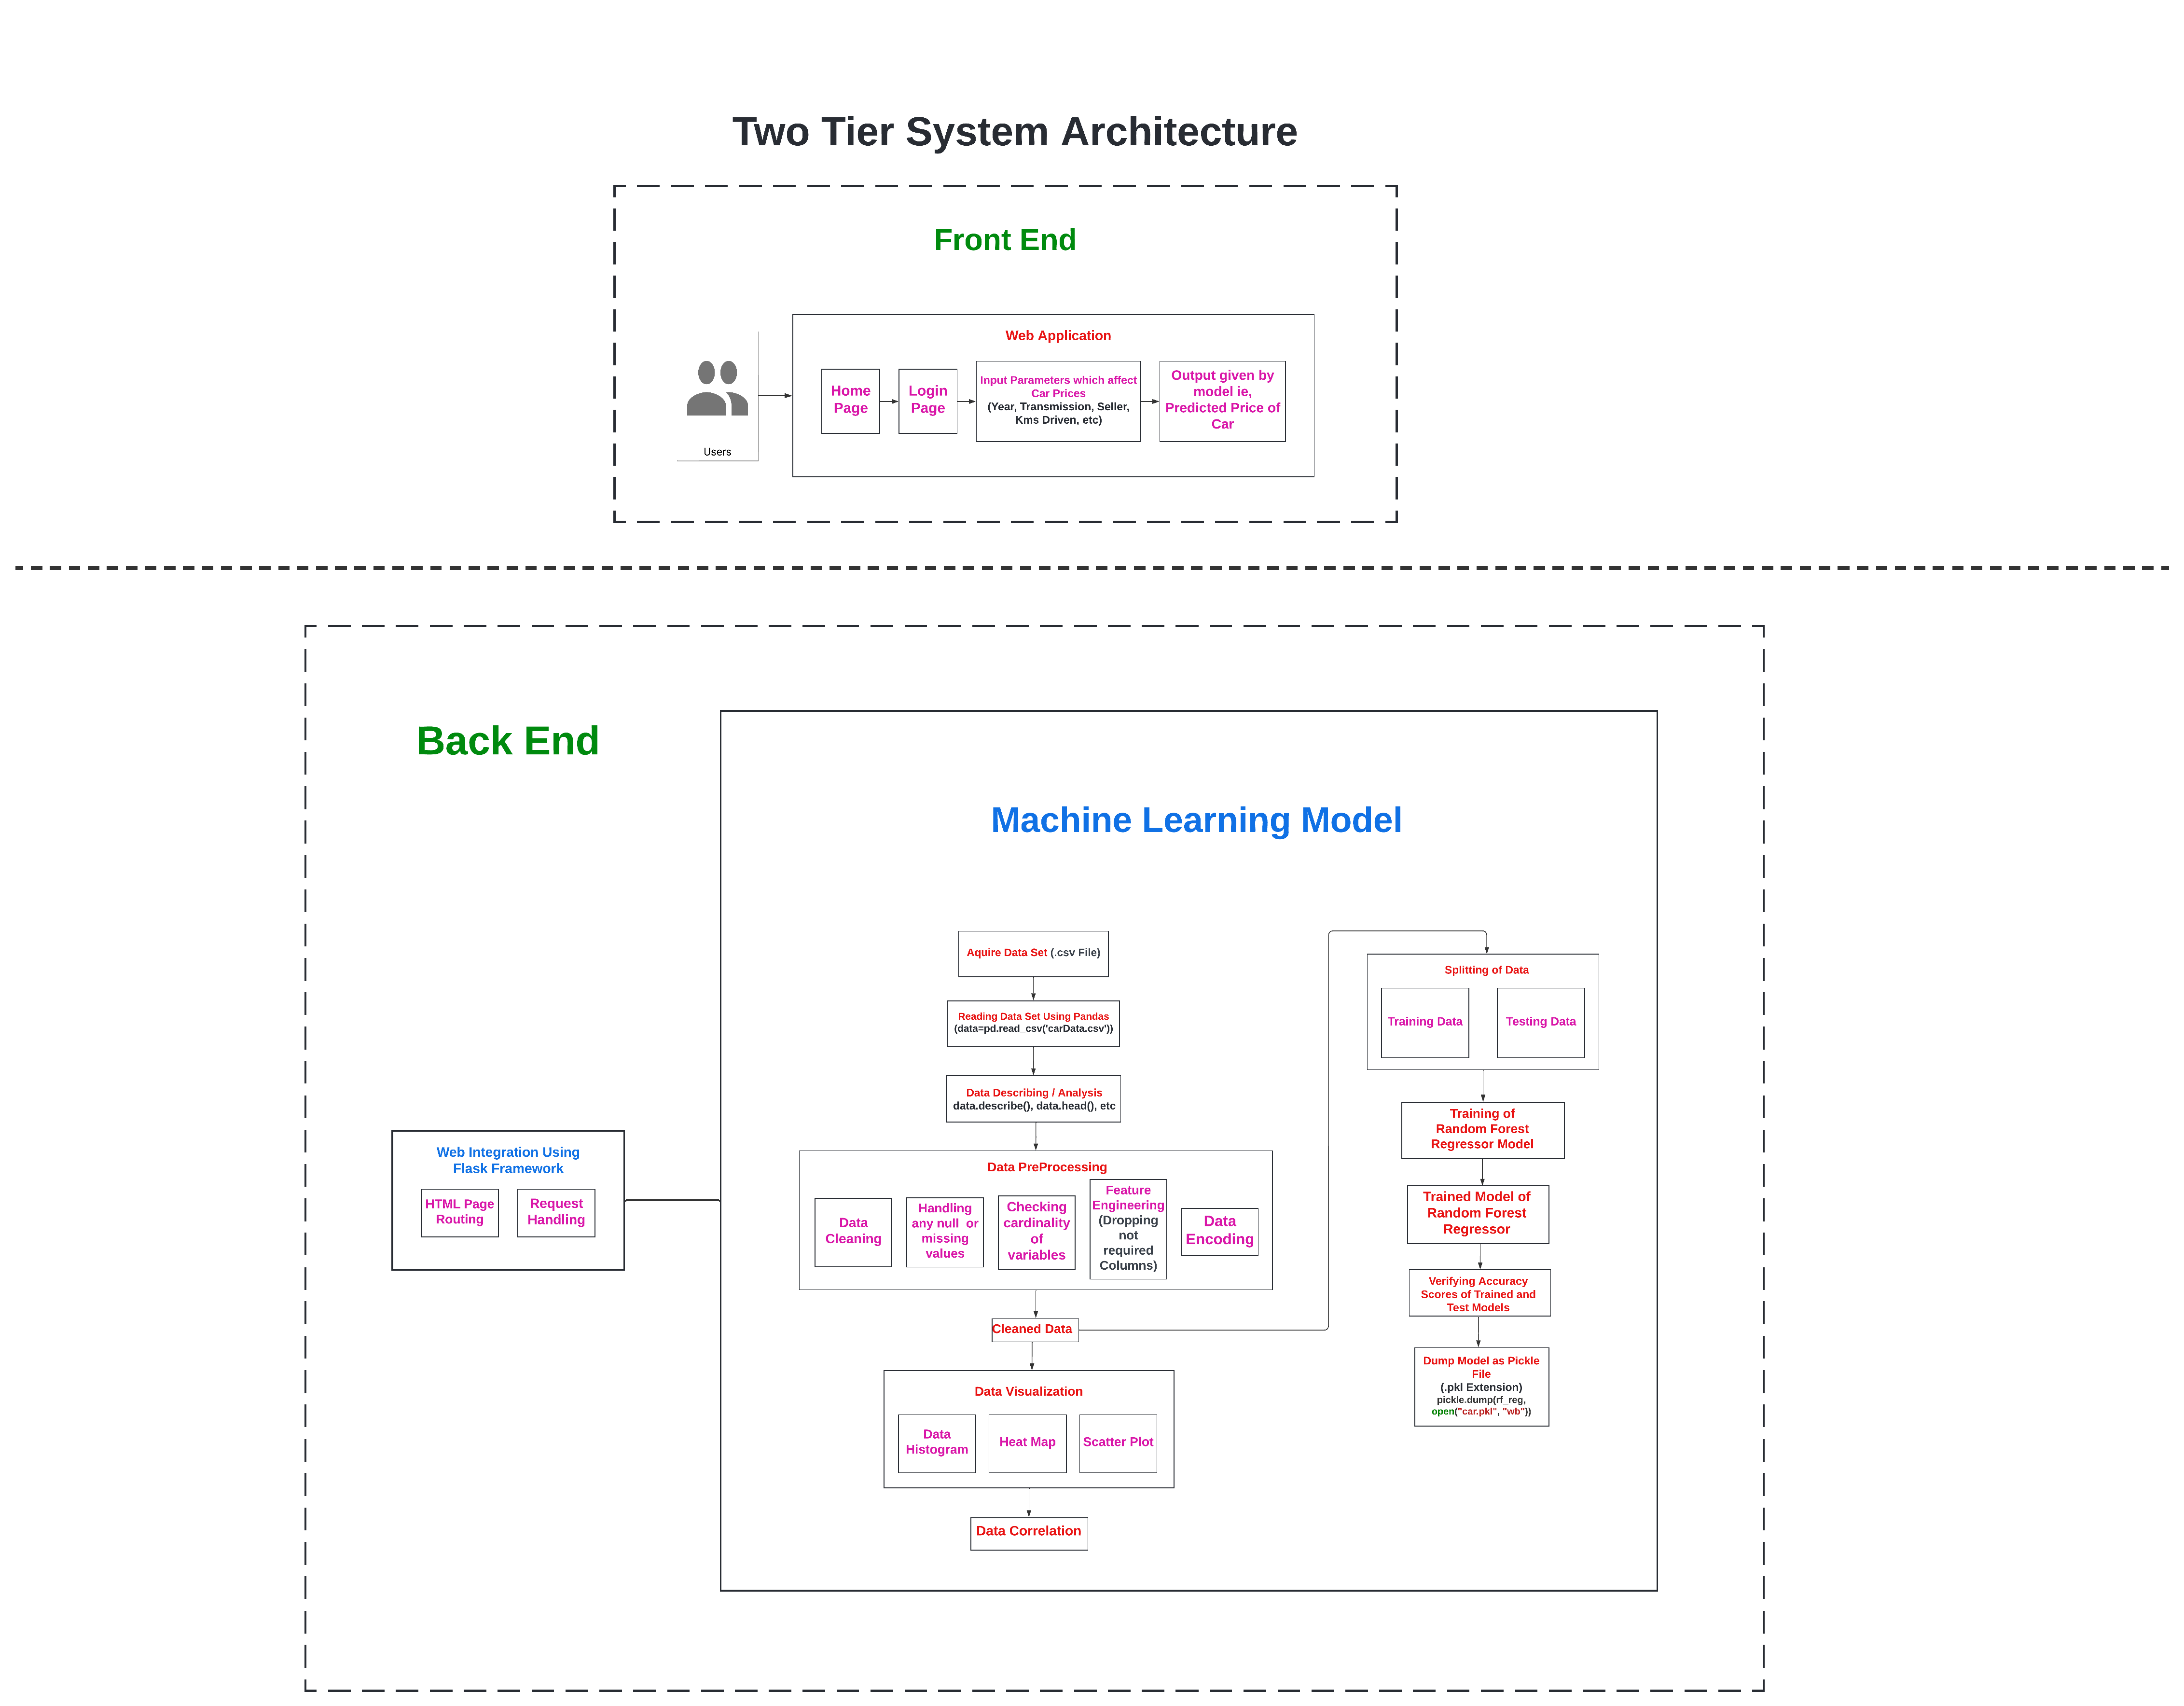 Two Tier System Architecture
Front End
Users
Web Application
Home
Page
Login
Page
Input Parameters which affect
Car Prices
(Year, Transmission, Seller,
Kms Driven, etc)
Output given by
model ie,
Predicted Price of
Car
Back End
Web Integration Using
Flask Framework
HTML Page
Routing
Request
Handling
Machine Learning Model
Aquire Data Set (.csv File)
Reading Data Set Using Pandas
(data=pd.read_csv('carData.csv'))
Data Describing / Analysis
data.describe(), data.head(), etc
Data PreProcessing
Data
Cleaning
Handling
any null or
missing
values
Checking
cardinality
of
variables
Feature
Engineering
(Dropping
not
required
Columns)
Data
Encoding
Cleaned Data
Data Visualization
Data
Histogram
Heat Map
Scatter Plot
Data Correlation
Splitting of Data
Training Data
Testing Data
Training of
Random Forest
Regressor Model
Trained Model of
Random Forest
Regressor
Verifying Accuracy
Scores of Trained and
Test Models
Dump Model as Pickle
File
(.pkl Extension)
pickle.dump(rf_reg,
open("car.pkl", "wb"))